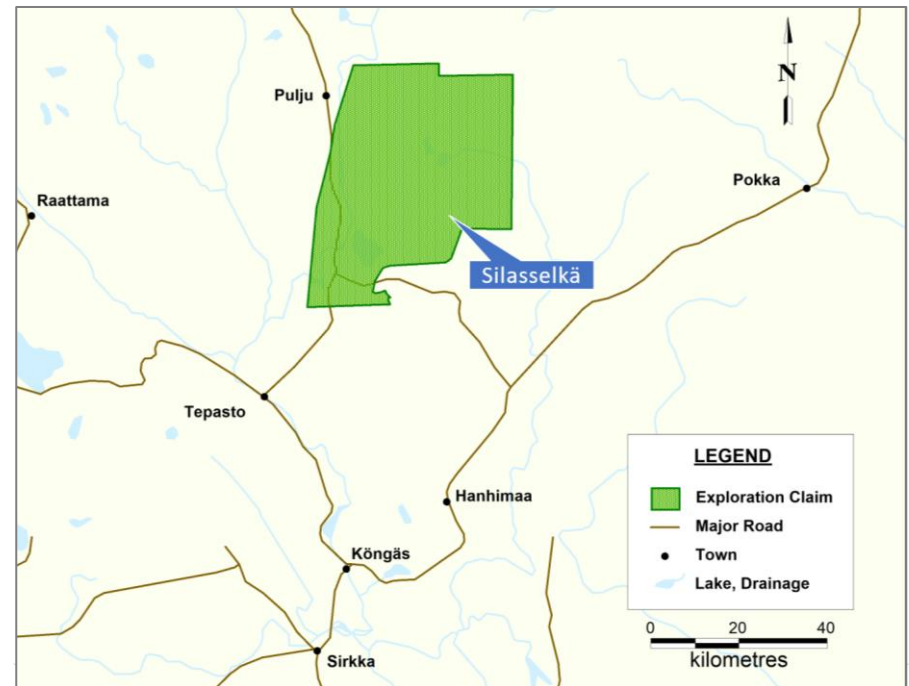 Pulju
N
Pokka
Raattama
Silasselkä
Tepasto
Hanhimaa
Köngäs
Sirkka
LEGEND
Exploration Claim
Major Road
Town
Lake, Drainage
0 20 40
kilometres